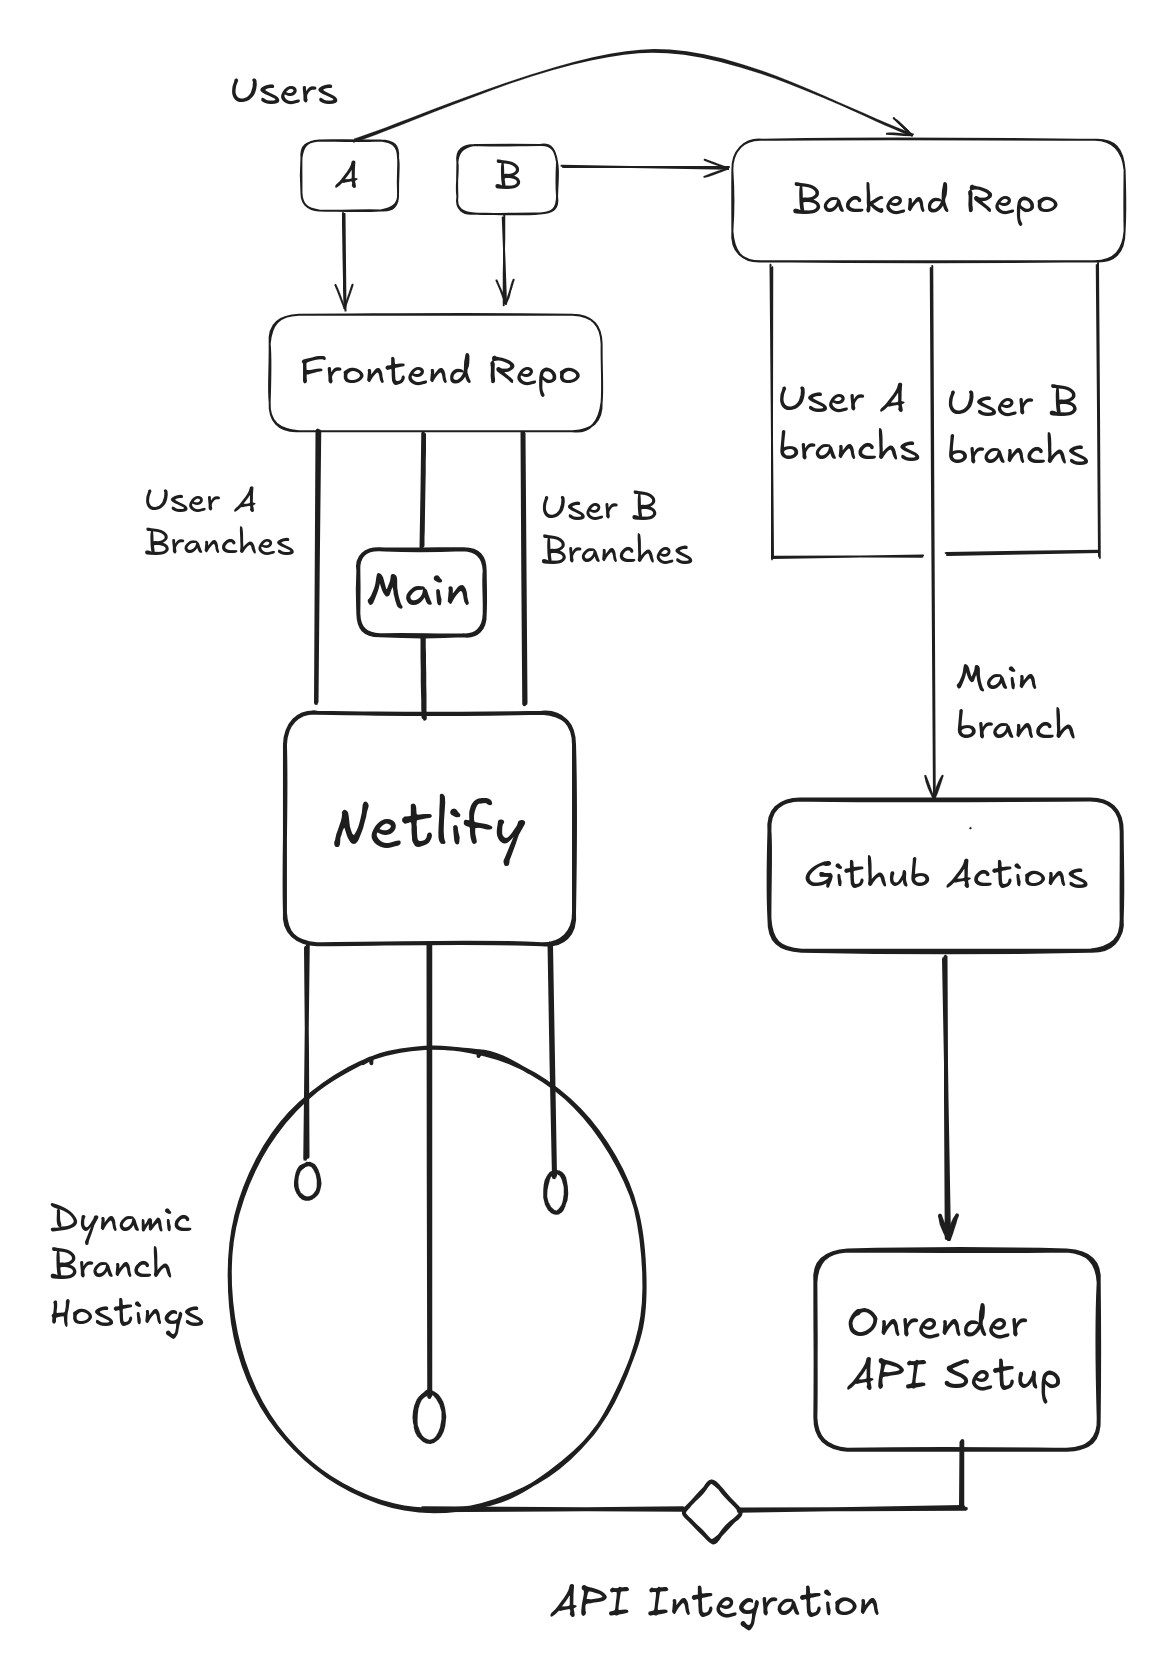 Users
A
B
Backend Repo
Frontend Repo
User A
branchs
User B
branchs
User A
Branches
User B
Branches
Main
Main
branch
Netlify
Github Actions
Dynamic
Branch
Hostings
Onrender
API Setup
API Integration